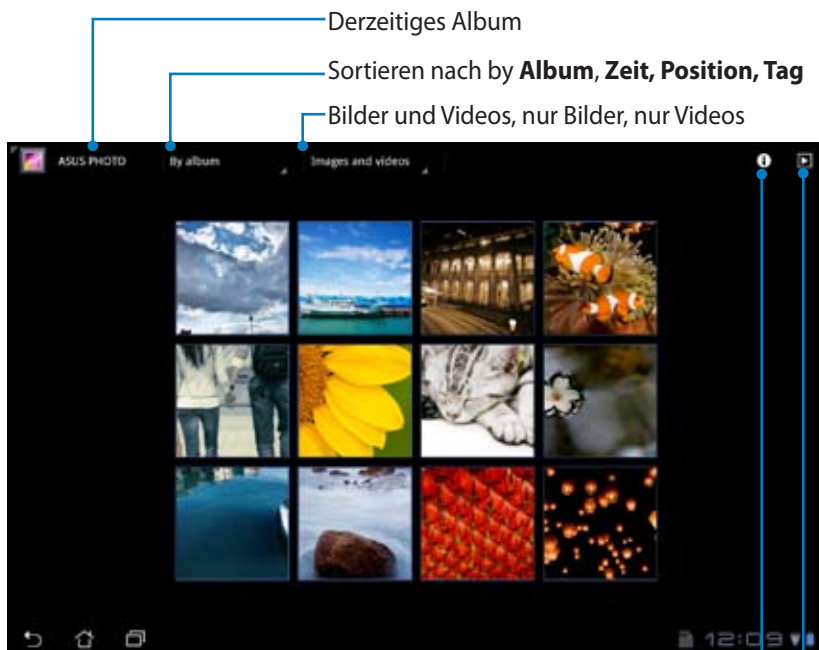 Derzeitiges Album
Sortieren nach by Album, Zeit, Position, Tag
Bilder und Videos, nur Bilder, nur Videos
ASUS PHOTO By album Images and videos
12:09